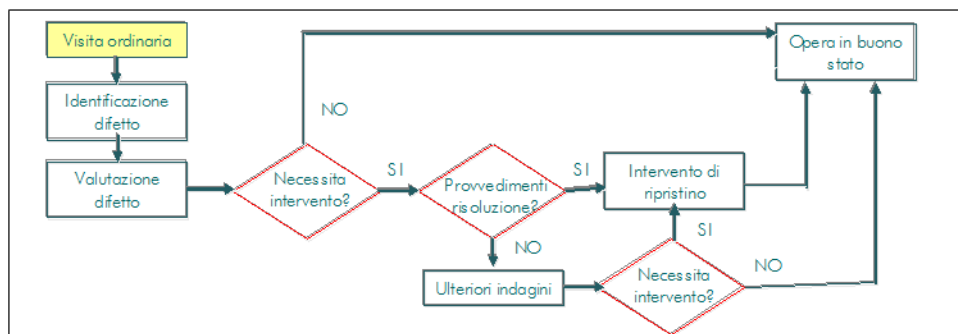 Visita ordinaria
Identificazione
difetto
Valutazione
difetto
Necessita
intervento?
NO
SI
Provvedimenti
risoluzione?
SI
NO
Intervento di
ripristino
Ulteriori indagini
Necessita
intervento?
SI
NO
Opera in buono
stato